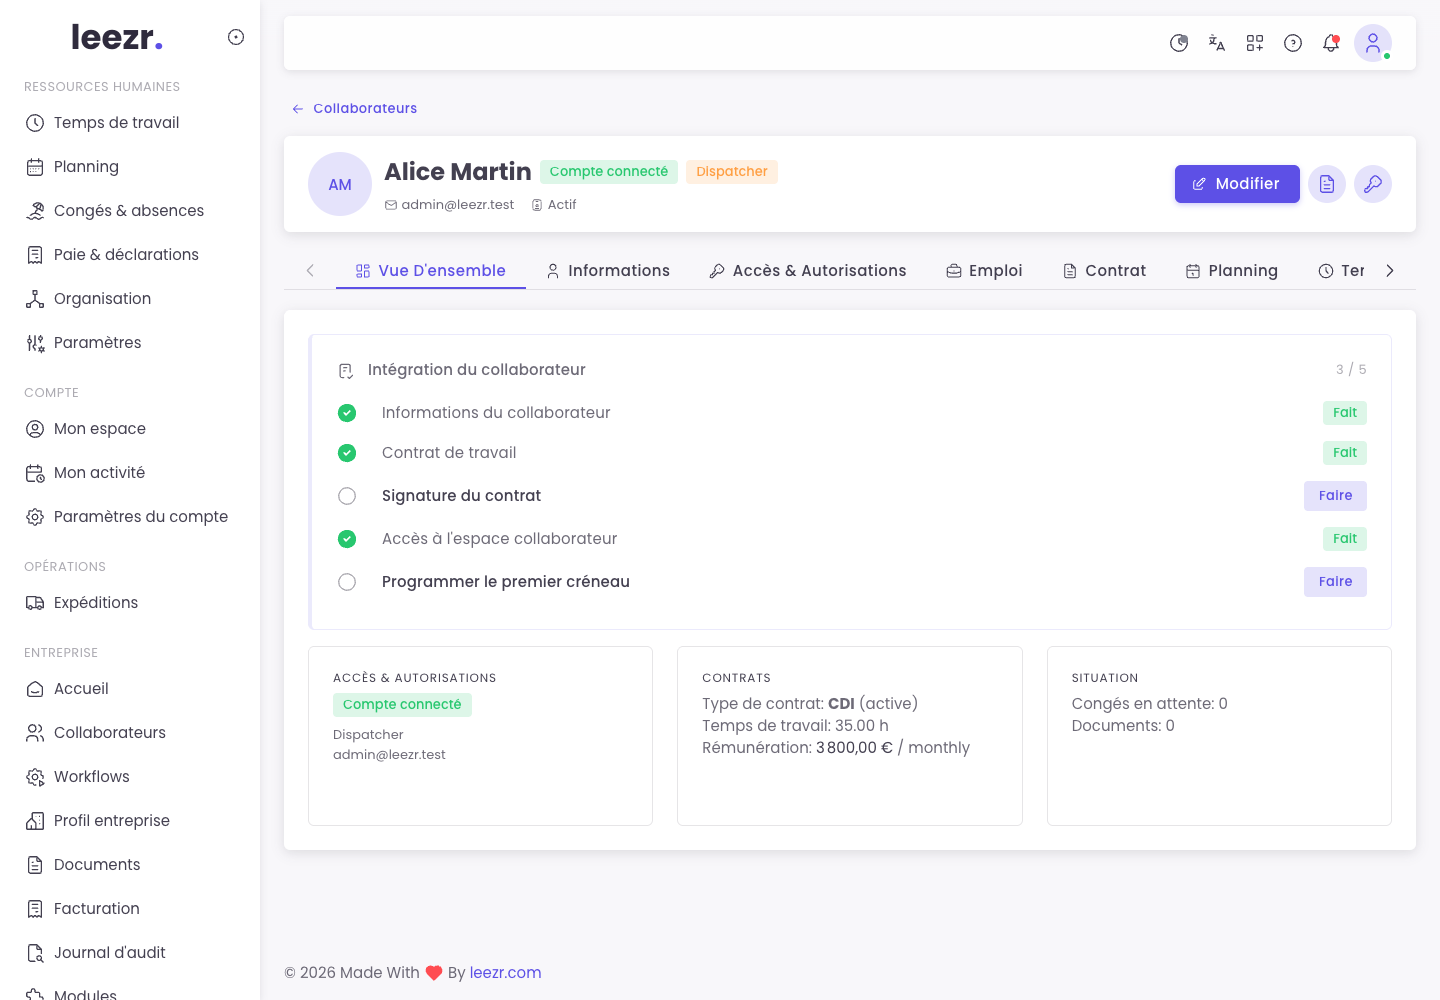 leezr.
RESSOURCES HUMAINES
Temps de travail
Planning
Congés & absences
Paie & déclarations
Organisation
Paramètres
COMPTE
Mon espace
Mon activité
Paramètres du compte
OPÉRATIONS
Expéditions
ENTREPRISE
Accueil
Collaborateurs
Workflows
Profil entreprise
Documents
Facturation
Journal d'audit
Modules
Collaborateurs
AM
Alice Martin Compte connecté Dispatcher
admin@leezr.test Actif
Modifier
Vue D'ensemble Informations Accès & Autorisations Emploi Contrat Planning Ter
Intégration du collaborateur 3 / 5
Informations du collaborateur Fait
Contrat de travail Fait
Signature du contrat Faire
Accès à l'espace collaborateur Fait
Programmer le premier créneau Faire
ACCÈS & AUTORISATIONS
Compte connecté
Dispatcher
admin@leezr.test
CONTRATS
Type de contrat: CDI (active)
Temps de travail: 35.00 h
Rémunération: 3 800,00 € / monthly
SITUATION
Congés en attente: 0
Documents: 0
© 2026 Made With By leezr.com